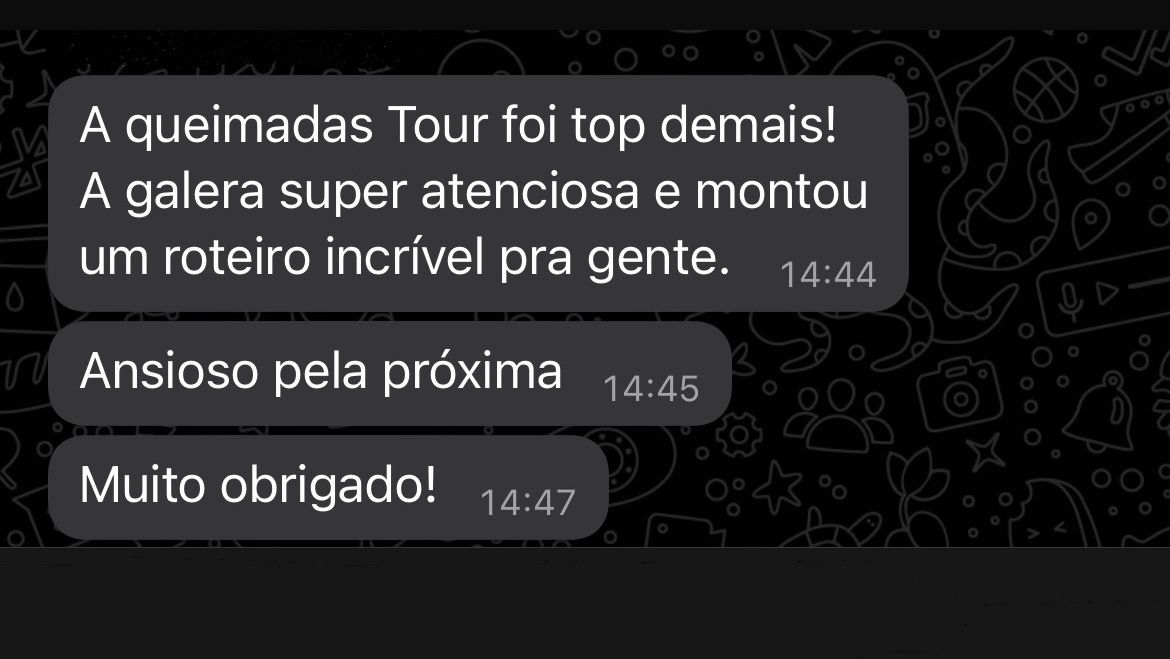 A queimadas Tour foi top demais!
A galera super atenciosa e montou
um roteiro incrível pra gente. 14:44
Ansioso pela próxima 14:45
Muito obrigado! 14:47